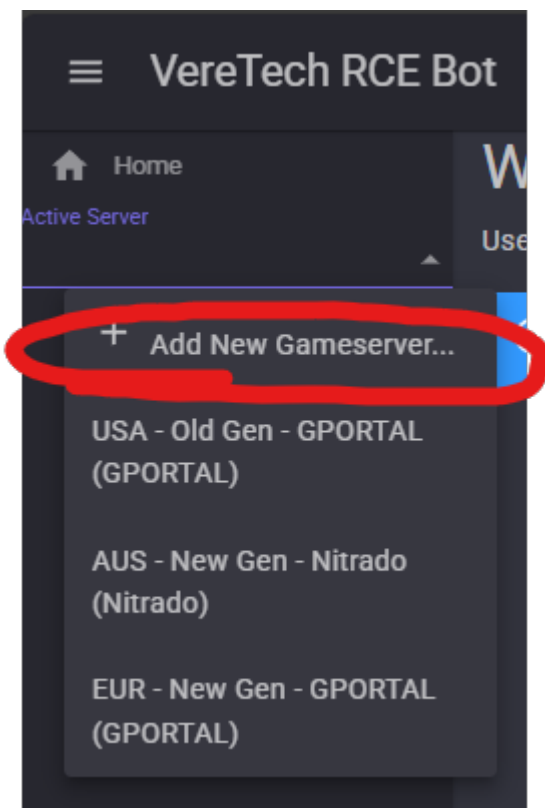 VereTech RCE Bot
Home
W
Active Server
Use
+ Add New Gameserver...
USA - Old Gen - GPORTAL
(GPORTAL)
AUS - New Gen - Nitrado
(Nitrado)
EUR - New Gen - GPORTAL
(GPORTAL)